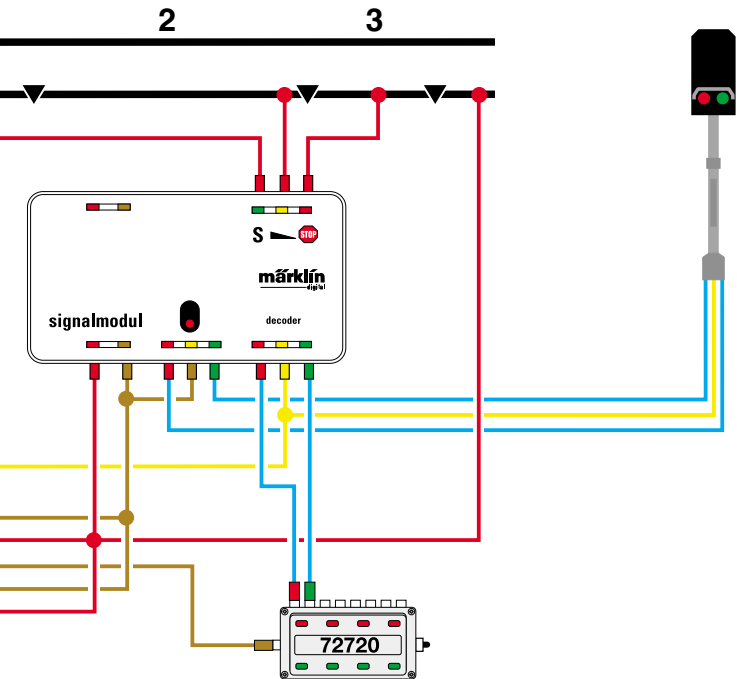 2
3
S
STOP
märklin
digital
signalmodul
decoder
72720